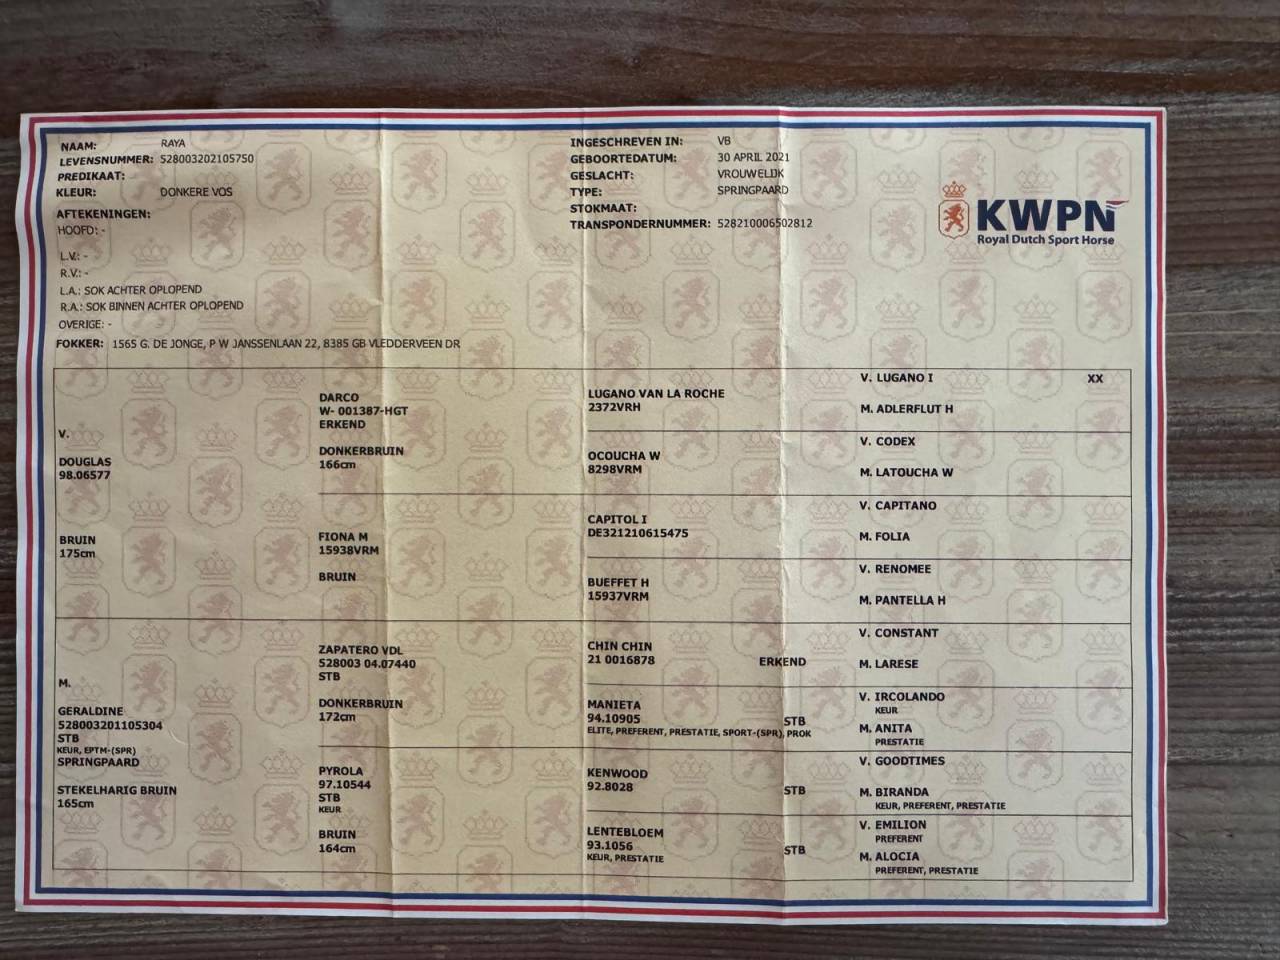 NAAM: RAYA
LEVENSNUMMER: 528003202105750
PREDIKAAT:
KLEUR: DONKERE VOS
AFTEKENINGEN:
HOOFD: -
L.V.: -
R.V.: -
L.A.: SOK ACHTER OPLOPEND
R.A.: SOK BINNEN ACHTER OPLOPEND
OVERIGE: -
FOKKER: 1565 G. DE JONGE, P W JANSSENLAAN 22, 8385 GB VLEDDERVEEN DR
INGESCHREVEN IN: VB
GEBOORTEDATUM: 30 APRIL 2021
GESLACHT: VROUWELIJK
TYPE: SPRINGPAARD
STOKMAAT:
TRANSPONDERNUMMER: 528210006502812
KWPN
Royal Dutch Sport Horse
V.
DOUGLAS
98.06577
BRUIN
175cm
M.
GERALDINE
528003201105304
STB
KEUR, EPTM-(SPR)
SPRINGPAARD
STEKELHARIG BRUIN
165cm
DARCO
W- 001387-HGT
ERKEND
DONKERBRUIN
166cm
FIONA M
15938VRM
BRUIN
ZAPATERO VDL
528003 04.07440
STB
DONKERBRUIN
172cm
PYROLA
97.10544
STB
KEUR
BRUIN
164cm
LUGANO VAN LA ROCHE
2372VRH
OCOUCHA W
8298VRM
CAPITOL I
DE321210615475
BUEFFET H
15937VRM
CHIN CHIN
21 0016878 ERKEND
MANIETA
94.10905 STB
ELITE, PREFERENT, PRESTATIE, SPORT-(SPR), PROK
KENWOOD
92.8028 STB
LENTEBLOEM
93.1056 STB
KEUR, PRESTATIE
V. LUGANO I XX
M. ADLERFLUT H
V. CODEX
M. LATOUCHA W
V. CAPITANO
M. FOLIA
V. RENOMEE
M. PANTELLA H
V. CONSTANT
M. LARESE
V. IRCOLANDO
KEUR
M. ANITA
PRESTATIE
V. GOODTIMES
M. BIRANDA
KEUR, PREFERENT, PRESTATIE
V. EMILION
PREFERENT
M. ALOCIA
PREFERENT, PRESTATIE